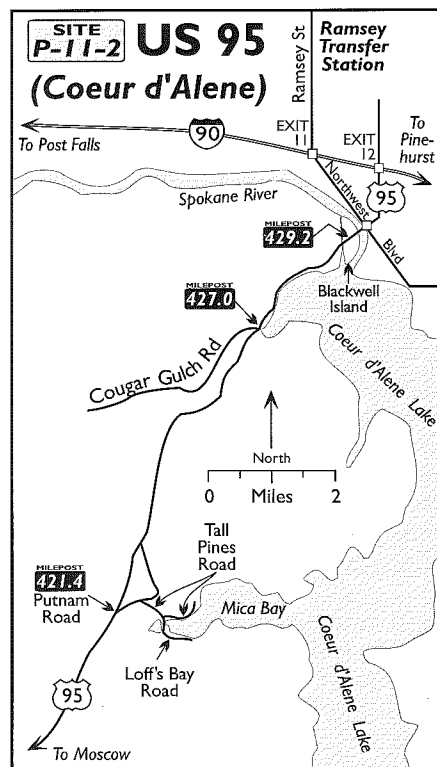 SITE
P-11-2
US 95
(Coeur d'Alene)
Ramsey St
Ramsey
Transfer
Station
90
To Post Falls
EXIT
11
EXIT
12
To
Pine-
hurst
95
Spokane River
Northwest
Blvd
MILEPOST
429.2
Blackwell
Island
MILEPOST
427.0
Coeur d'Alene
Lake
Cougar Gulch Rd
North
0 Miles 2
Tall
Pines
Road
MILEPOST
421.4
Putnam
Road
Mica Bay
Loff's Bay
Road
Coeur d'Alene Lake
95
To Moscow